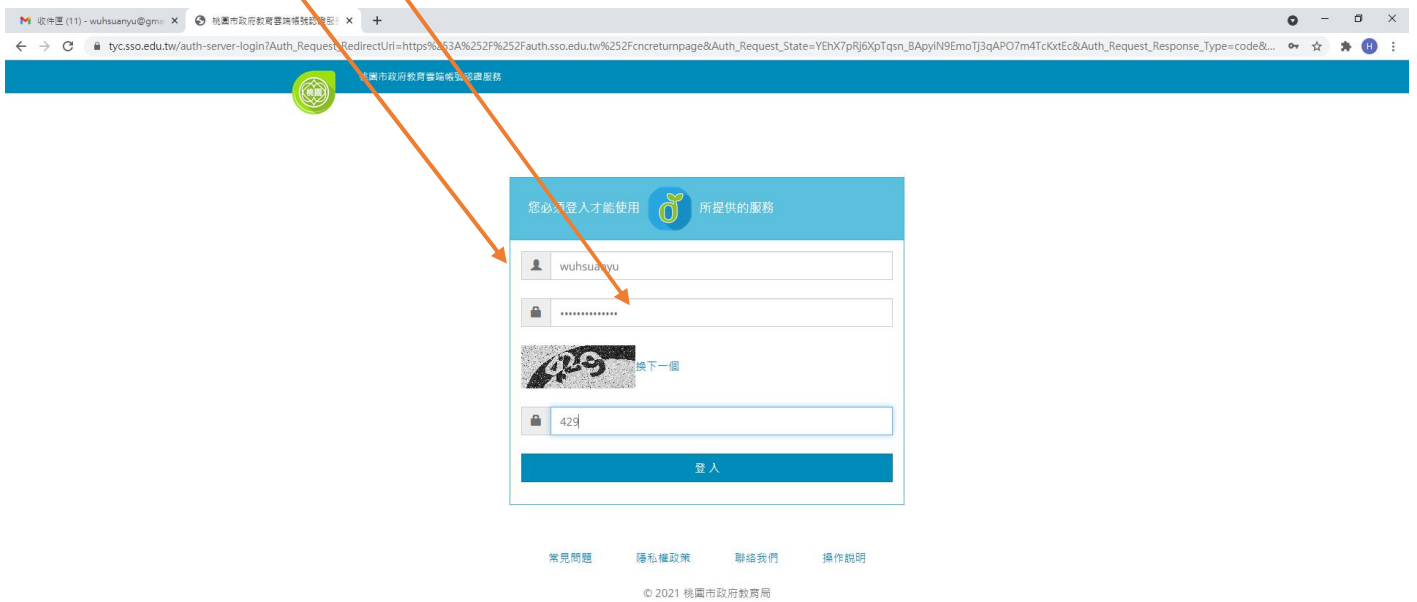 收件匣 (11) - wuhsuanyu@gma
桃園市政府教育雲端帳號認證服
tyc.sso.edu.tw/auth-server-login?Auth_Request_RedirectUrl=https%253A%252F%252Fauth.sso.edu.tw%252Fcncreturnpage&Auth_Request_State=YEhX7pRj6XpTqsn_BApyiN9EmoTJ3qAPO7m4TcKxtEc&Auth_Request_Response_Type=code&...
H
桃園
桃園市政府教育雲端帳號認證服務
您必須登入才能使用 所提供的服務
wuhsuanyu
429 換下一個
429
登入
常見問題 隱私權政策 聯絡我們 操作說明
© 2021 桃園市政府教育局